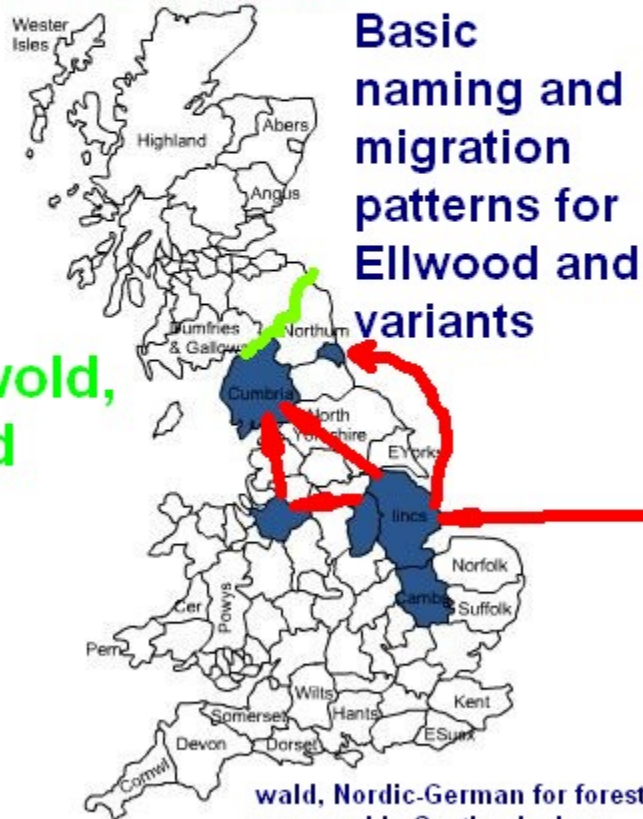 Basic
naming and
migration
patterns for
Ellwood and
variants
Wester
Isles
Highland
Abers
Angus
Dumfries
& Gallow
Northum
wold,
d
Cumbria
North
Yorkshire
EYorks
lincs
Norfolk
Cambs
Suffolk
Cer
Powys
Pem
Wilts
Kent
Somerset
Hants
ESusx
Devon
Dorset
Cornwl
wald, Nordic-German for forest